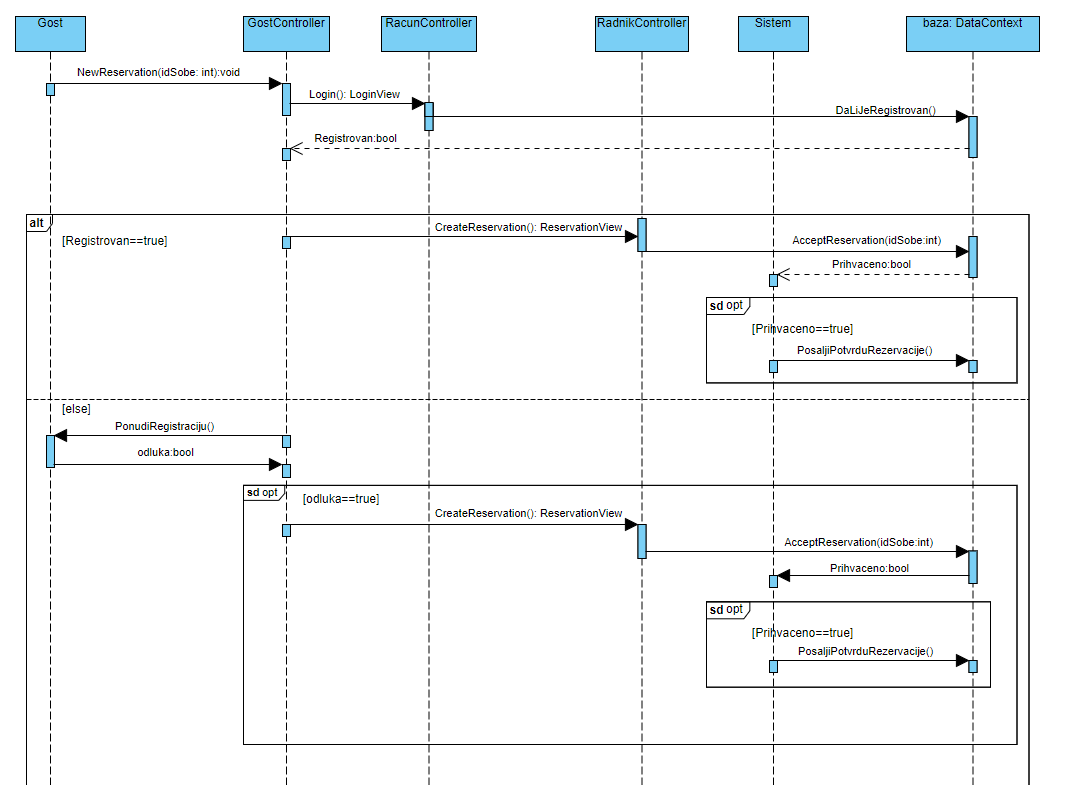 Gost
GostController
RacunController
RadnikController
Sistem
baza: DataContext
NewReservation(idSobe: int):void
Login(): LoginView
DaLiJeRegistrovan()
Registrovan:bool
alt
[Registrovan==true]
CreateReservation(): ReservationView
AcceptReservation(idSobe:int)
Prihvaceno:bool
sd opt
[Prihvaceno==true]
PosaljiPotvrduRezervacije()
[else]
PonudiRegistraciju()
odluka:bool
sd opt
[odluka==true]
CreateReservation(): ReservationView
AcceptReservation(idSobe:int)
Prihvaceno:bool
sd opt
[Prihvaceno==true]
PosaljiPotvrduRezervacije()